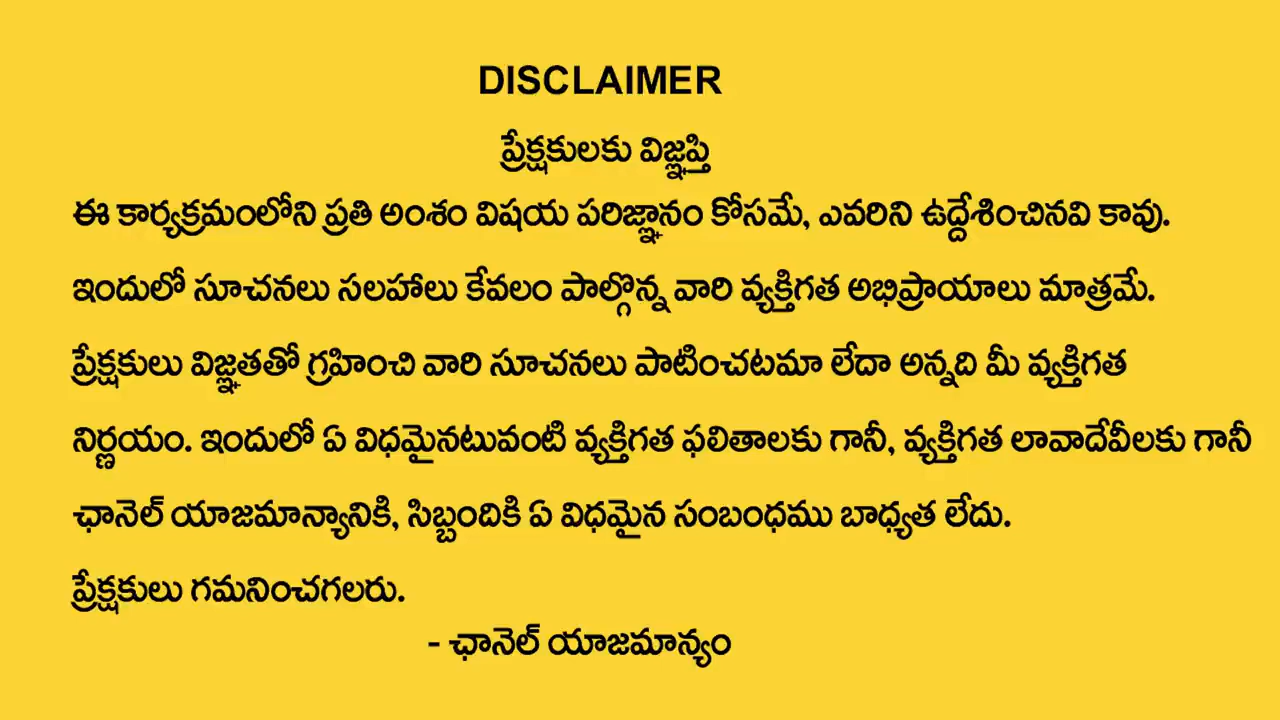 DISCLAIMER
ప్రేక్షకులకు విజ్ఞప్తి
ఈ కార్యక్రమంలోని ప్రతి అంశం విషయ పరిజ్ఞానం కోసమే, ఎవరిని ఉద్దేశించినవి కావు.
ఇందులో సూచనలు సలహాలు కేవలం పాల్గొన్న వారి వ్యక్తిగత అభిప్రాయాలు మాత్రమే.
ప్రేక్షకులు విజ్ఞతతో గ్రహించి వారి సూచనలు పాటించటమా లేదా అన్నది మీ వ్యక్తిగత
నిర్ణయం. ఇందులో ఏ విధమైనటువంటి వ్యక్తిగత ఫలితాలకు గానీ, వ్యక్తిగత లావాదేవీలకు గానీ
ఛానెల్ యాజమాన్యానికి, సిబ్బందికి ఏ విధమైన సంబంధము బాధ్యత లేదు.
ప్రేక్షకులు గమనించగలరు.
- ఛానెల్ యాజమాన్యం